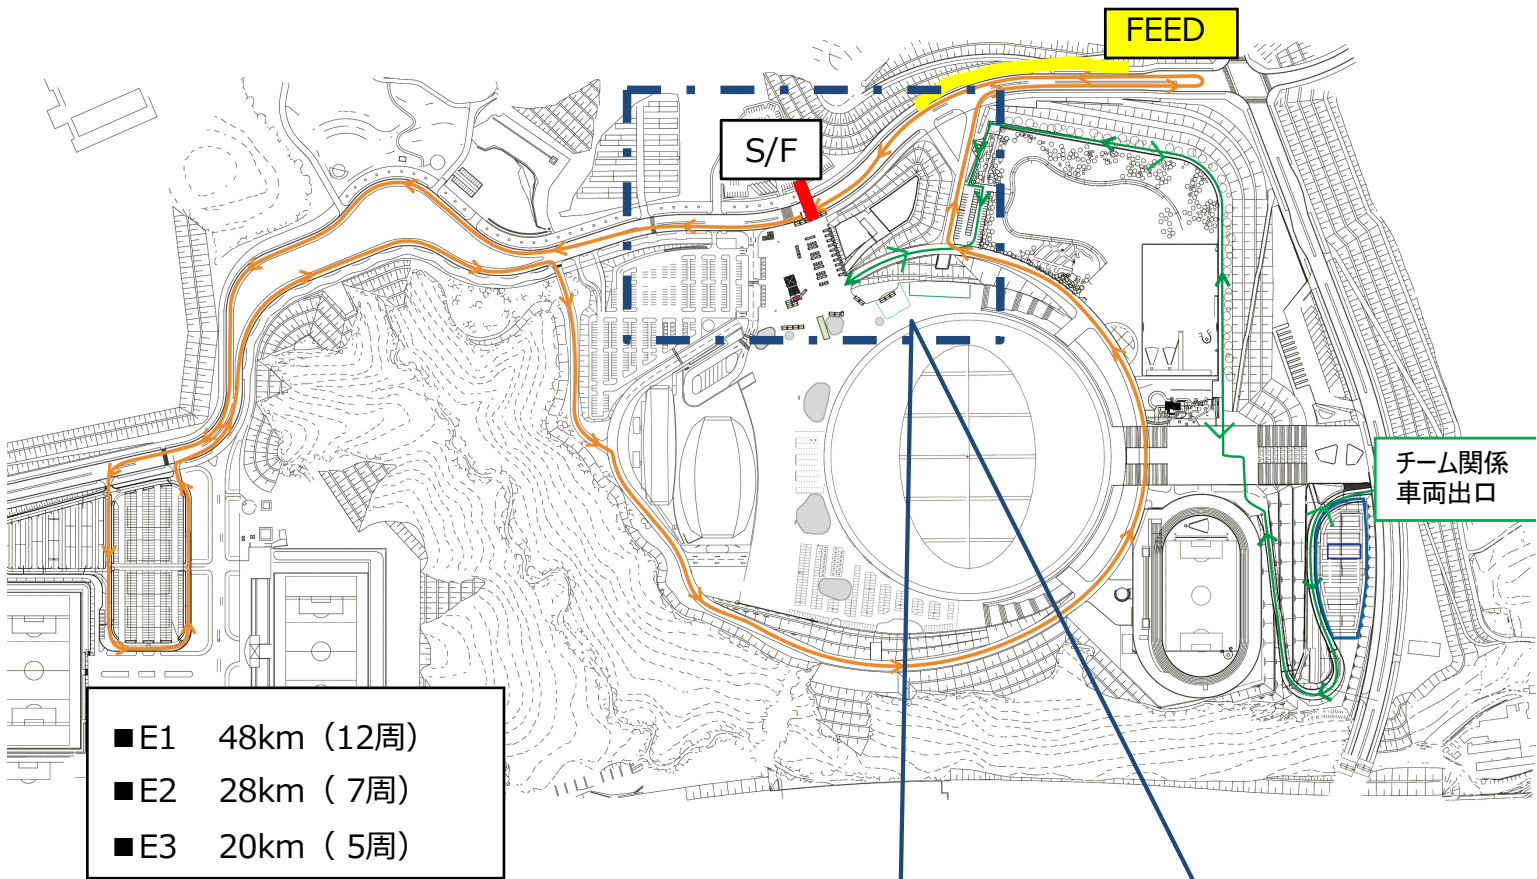 FEED
S/F
チーム関係
車両出口
■E1 48km（12周）
■E2 28km（ 7周）
■E3 20km（ 5周）